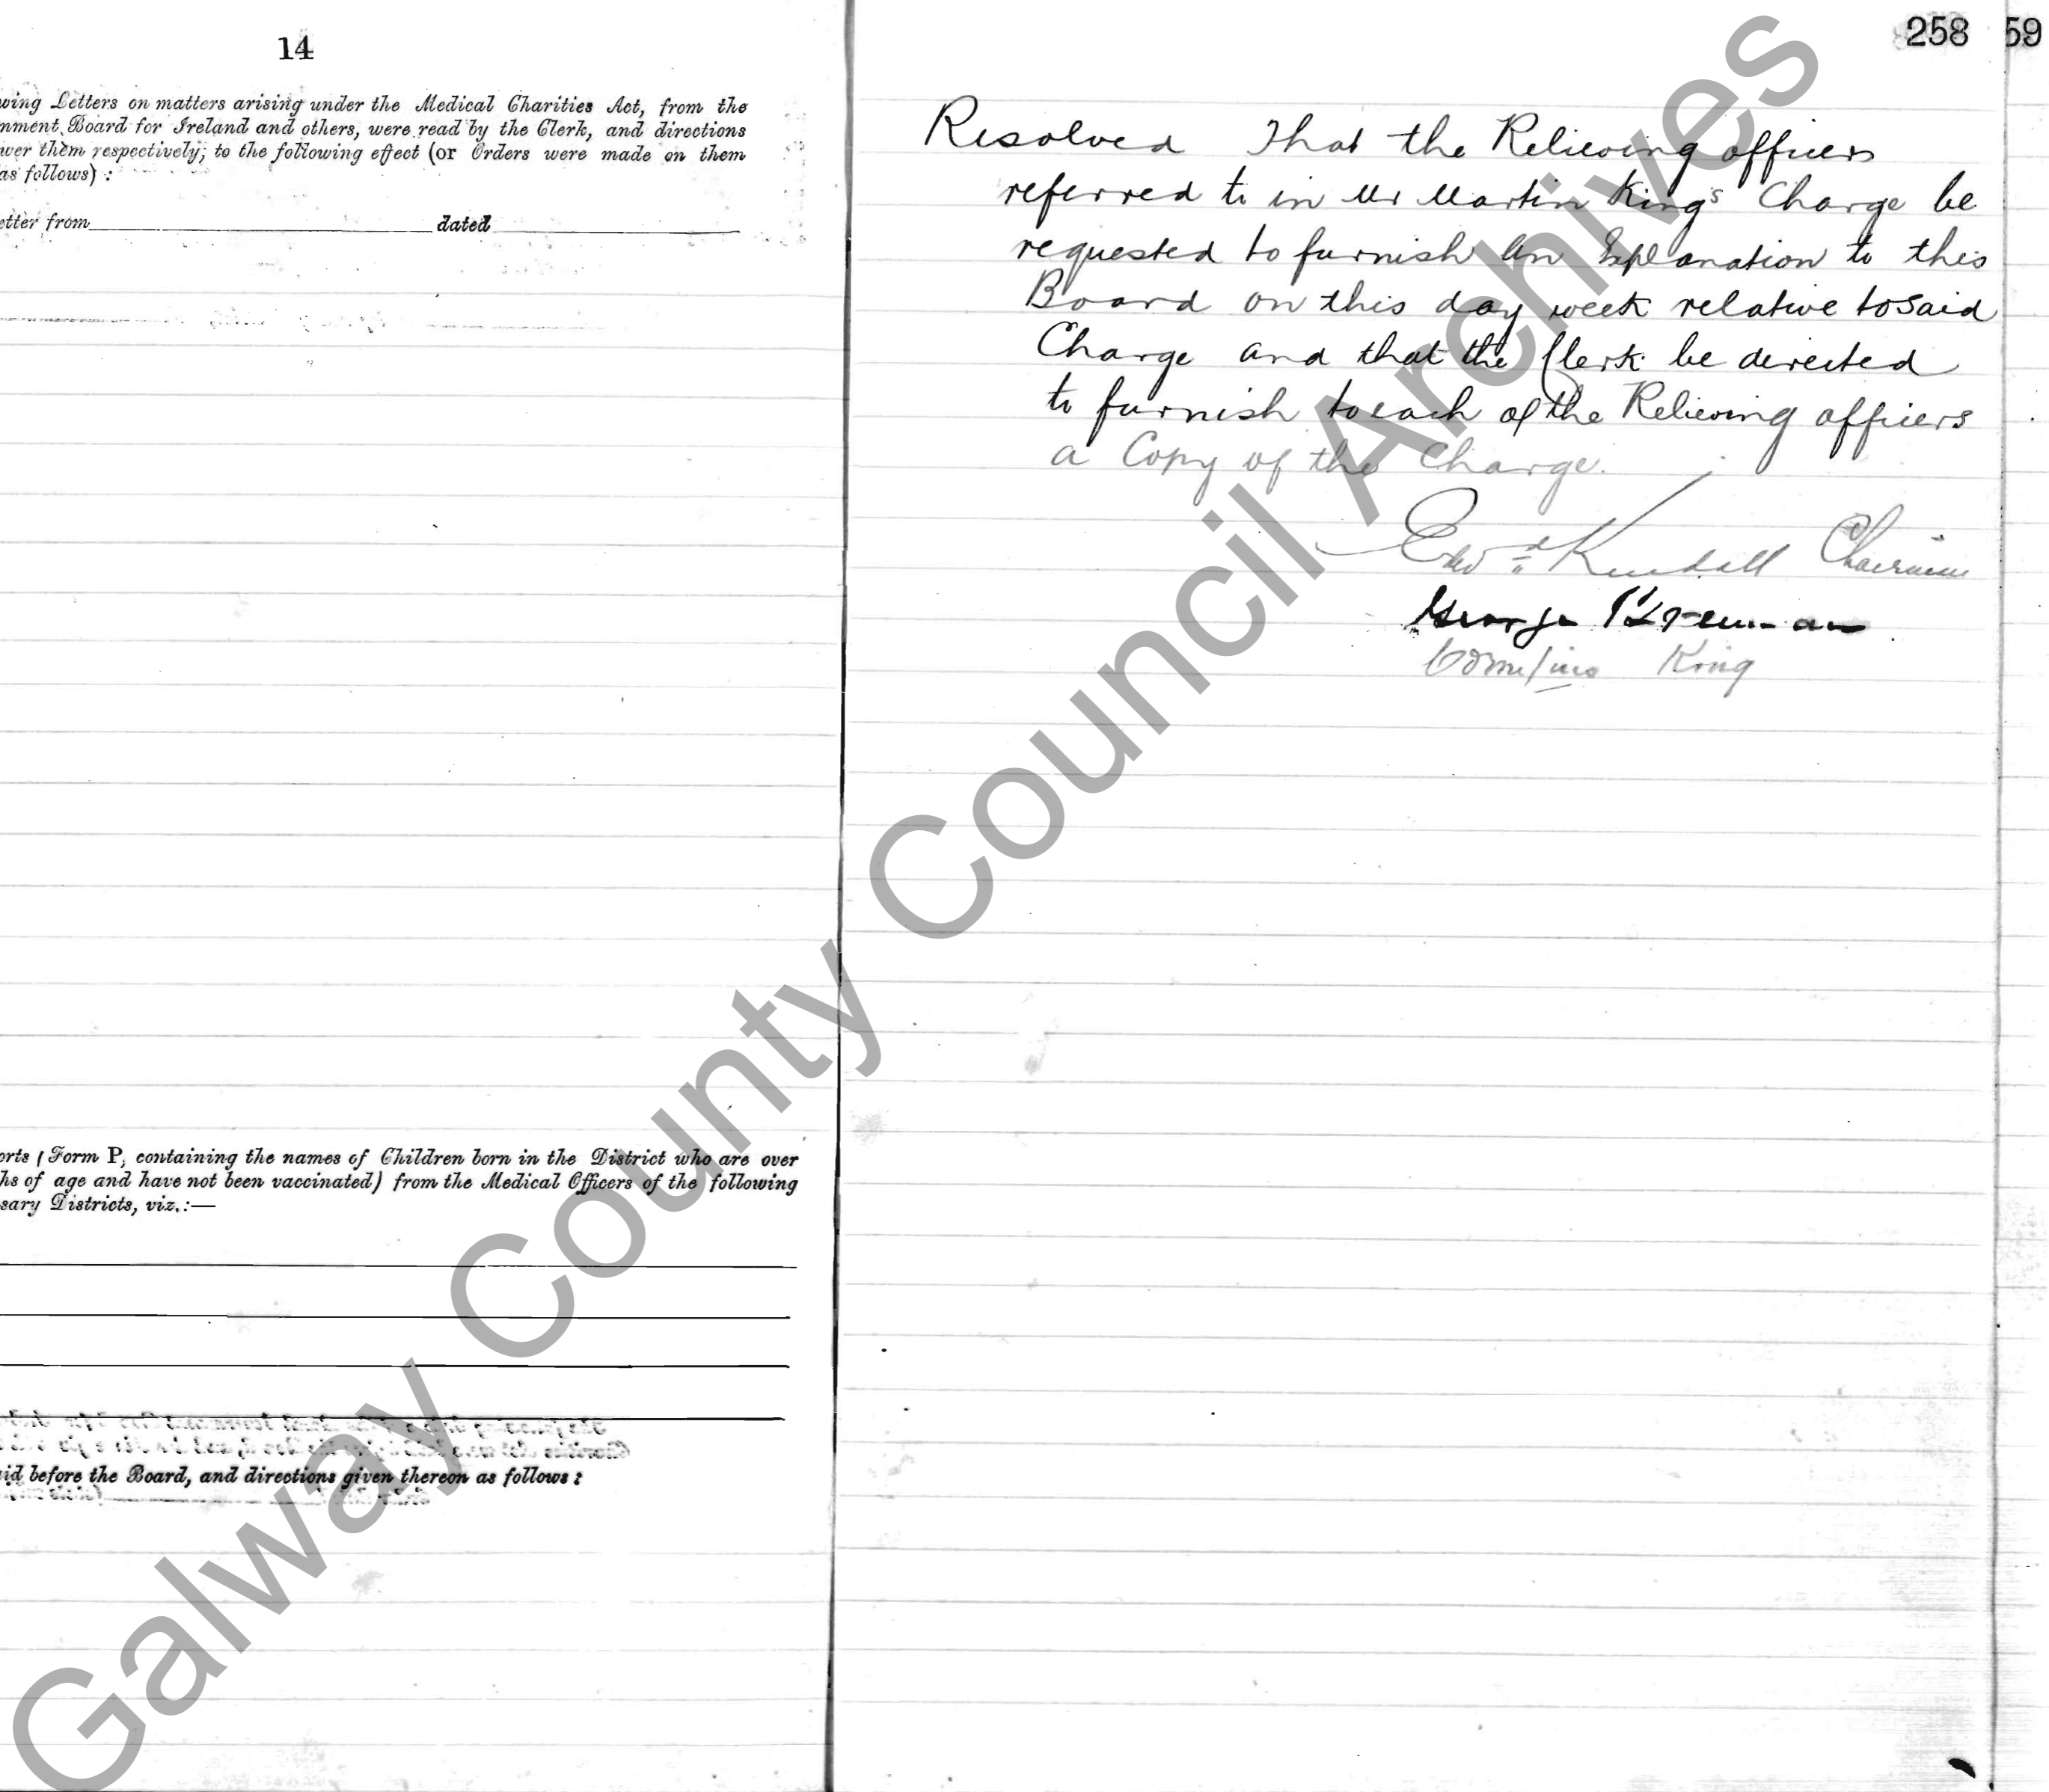 14
wing Letters on matters arising under the Medical Charities Act, from the
nment Board for Ireland and others, were read by the Clerk, and directions
wer them respectively, to the following effect (or Orders were made on them
as follows) :
etter from dated
orts (Form P, containing the names of Children born in the District who are over
hs of age and have not been vaccinated) from the Medical Officers of the following
sary Districts, viz.:—
id before the Board, and directions given thereon as follows :
258 59
Resolved That the Relieving officers
referred to in Mr Martin Kings Charge be
requested to furnish an Explanation to this
Board on this day week relative to said
Charge and that the Clerk be directed
to furnish to each of the Relieving officers
a Copy of the Charge.
Edwd Kendall Chairman
George
Cornelius King
Galway County Council Archives